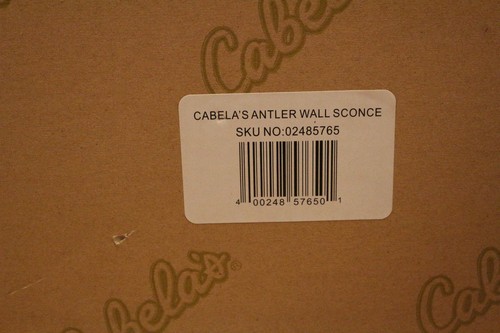 Cabela's
CABELA'S ANTLER WALL SCONCE
SKU NO:02485765
4 00248 57650 1
Cabela's®
Cabela's